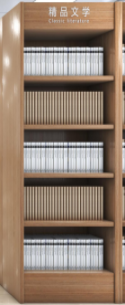 精品文学
Classic literature